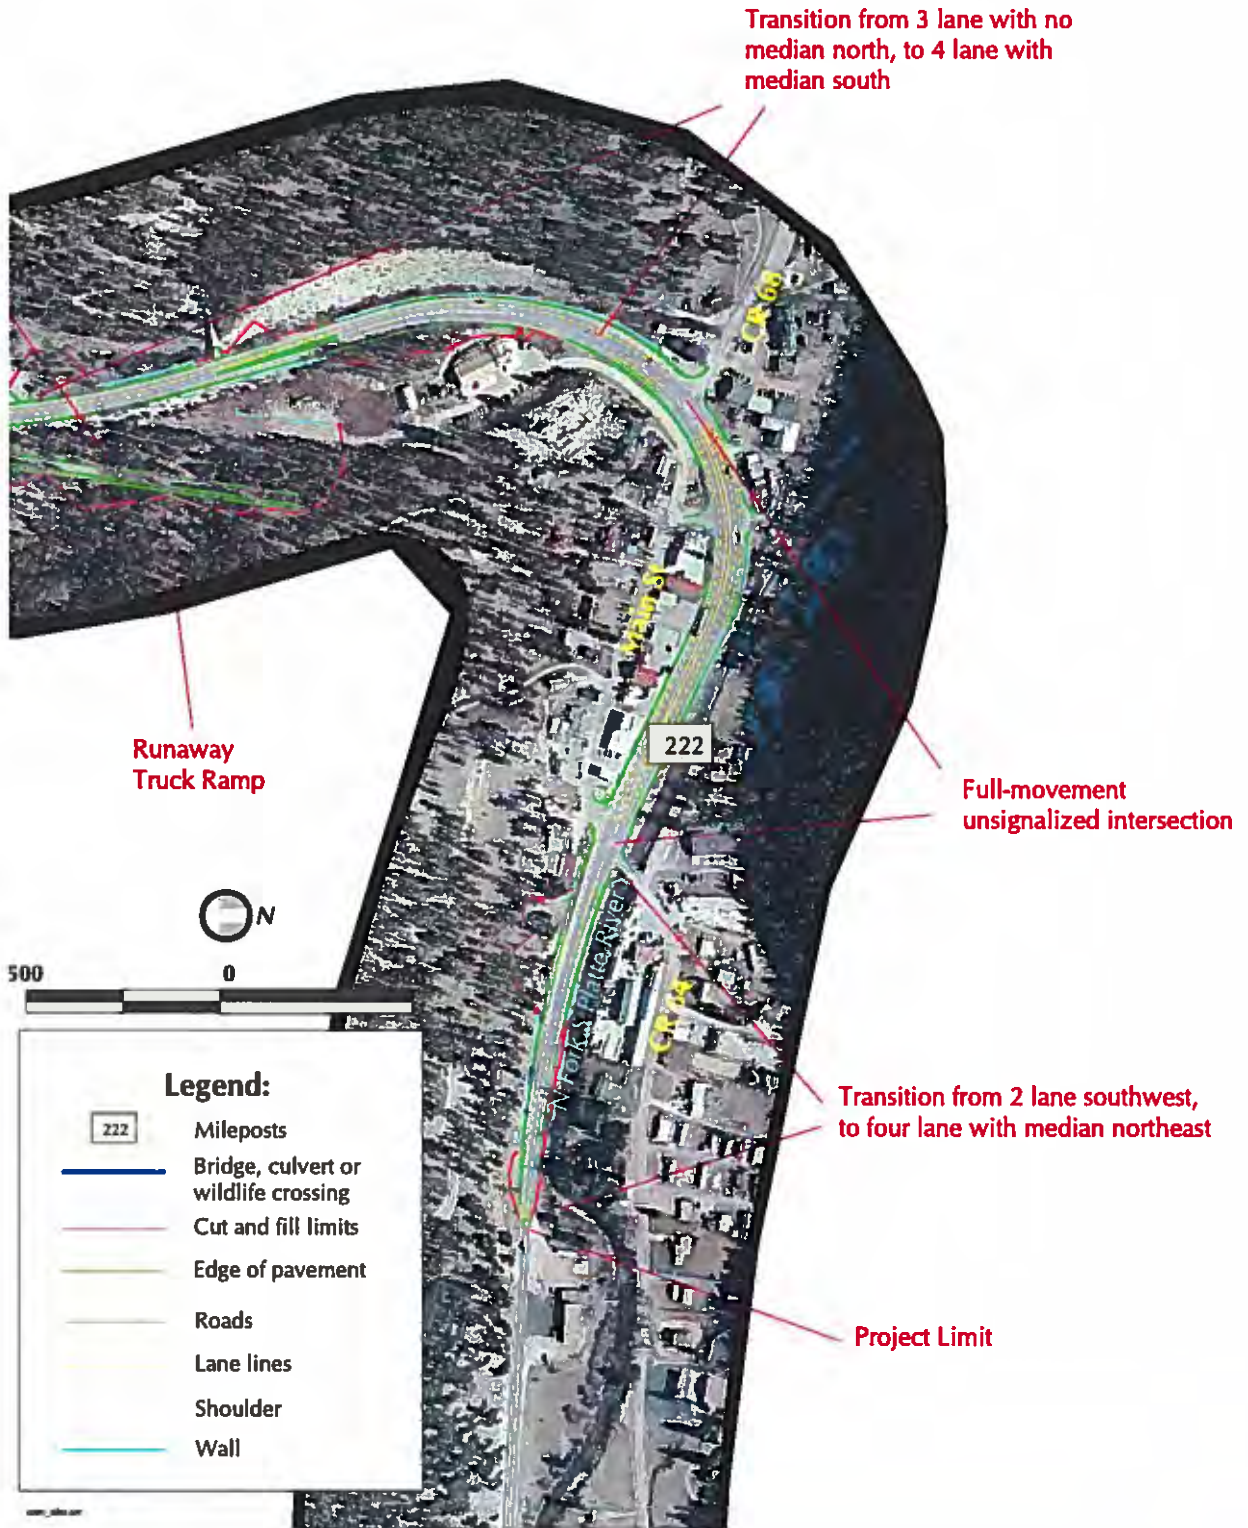 Transition from 3 lane with no
median north, to 4 lane with
median south
CR 68
Main St
222
Runaway
Truck Ramp
Full-movement
unsignalized intersection
N
500 0
N Fork S Platte River
CR 64
Transition from 2 lane southwest,
to four lane with median northeast
Project Limit
Legend:
222 Mileposts
Bridge, culvert or
wildlife crossing
Cut and fill limits
Edge of pavement
Roads
Lane lines
Shoulder
Wall